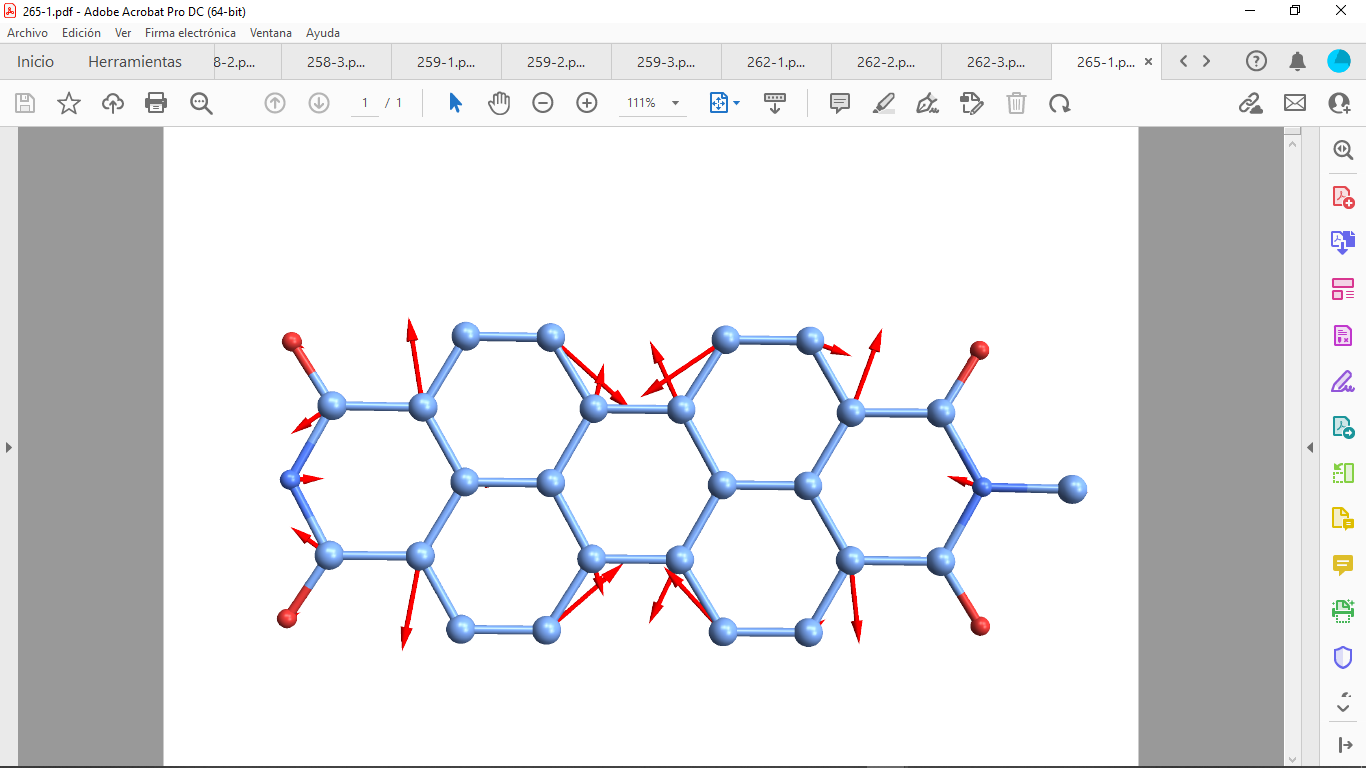 265-1.pdf - Adobe Acrobat Pro DC (64-bit)
Archivo Edición Ver Firma electrónica Ventana Ayuda
Inicio Herramientas 8-2.p... 258-3.p... 259-1.p... 259-2.p... 259-3.p... 262-1.p... 262-2.p... 262-3.p... 265-1.p...
1 / 1 111%